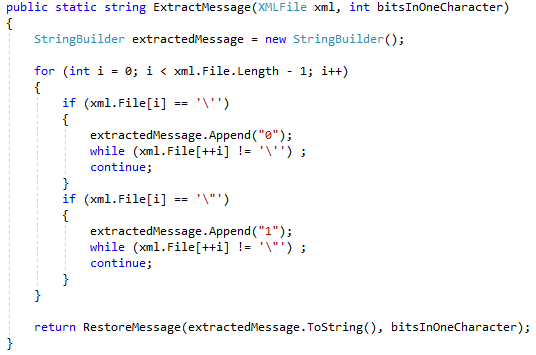 public static string ExtractMessage(XMLFile xml, int bitsInOneCharacter)
{
    StringBuilder extractedMessage = new StringBuilder();

    for (int i = 0; i < xml.File.Length - 1; i++)
    {
        if (xml.File[i] == '\'')
        {
            extractedMessage.Append("0");
            while (xml.File[++i] != '\'') ;
            continue;
        }
        if (xml.File[i] == '\"')
        {
            extractedMessage.Append("1");
            while (xml.File[++i] != '\"') ;
            continue;
        }
    }

    return RestoreMessage(extractedMessage.ToString(), bitsInOneCharacter);
}